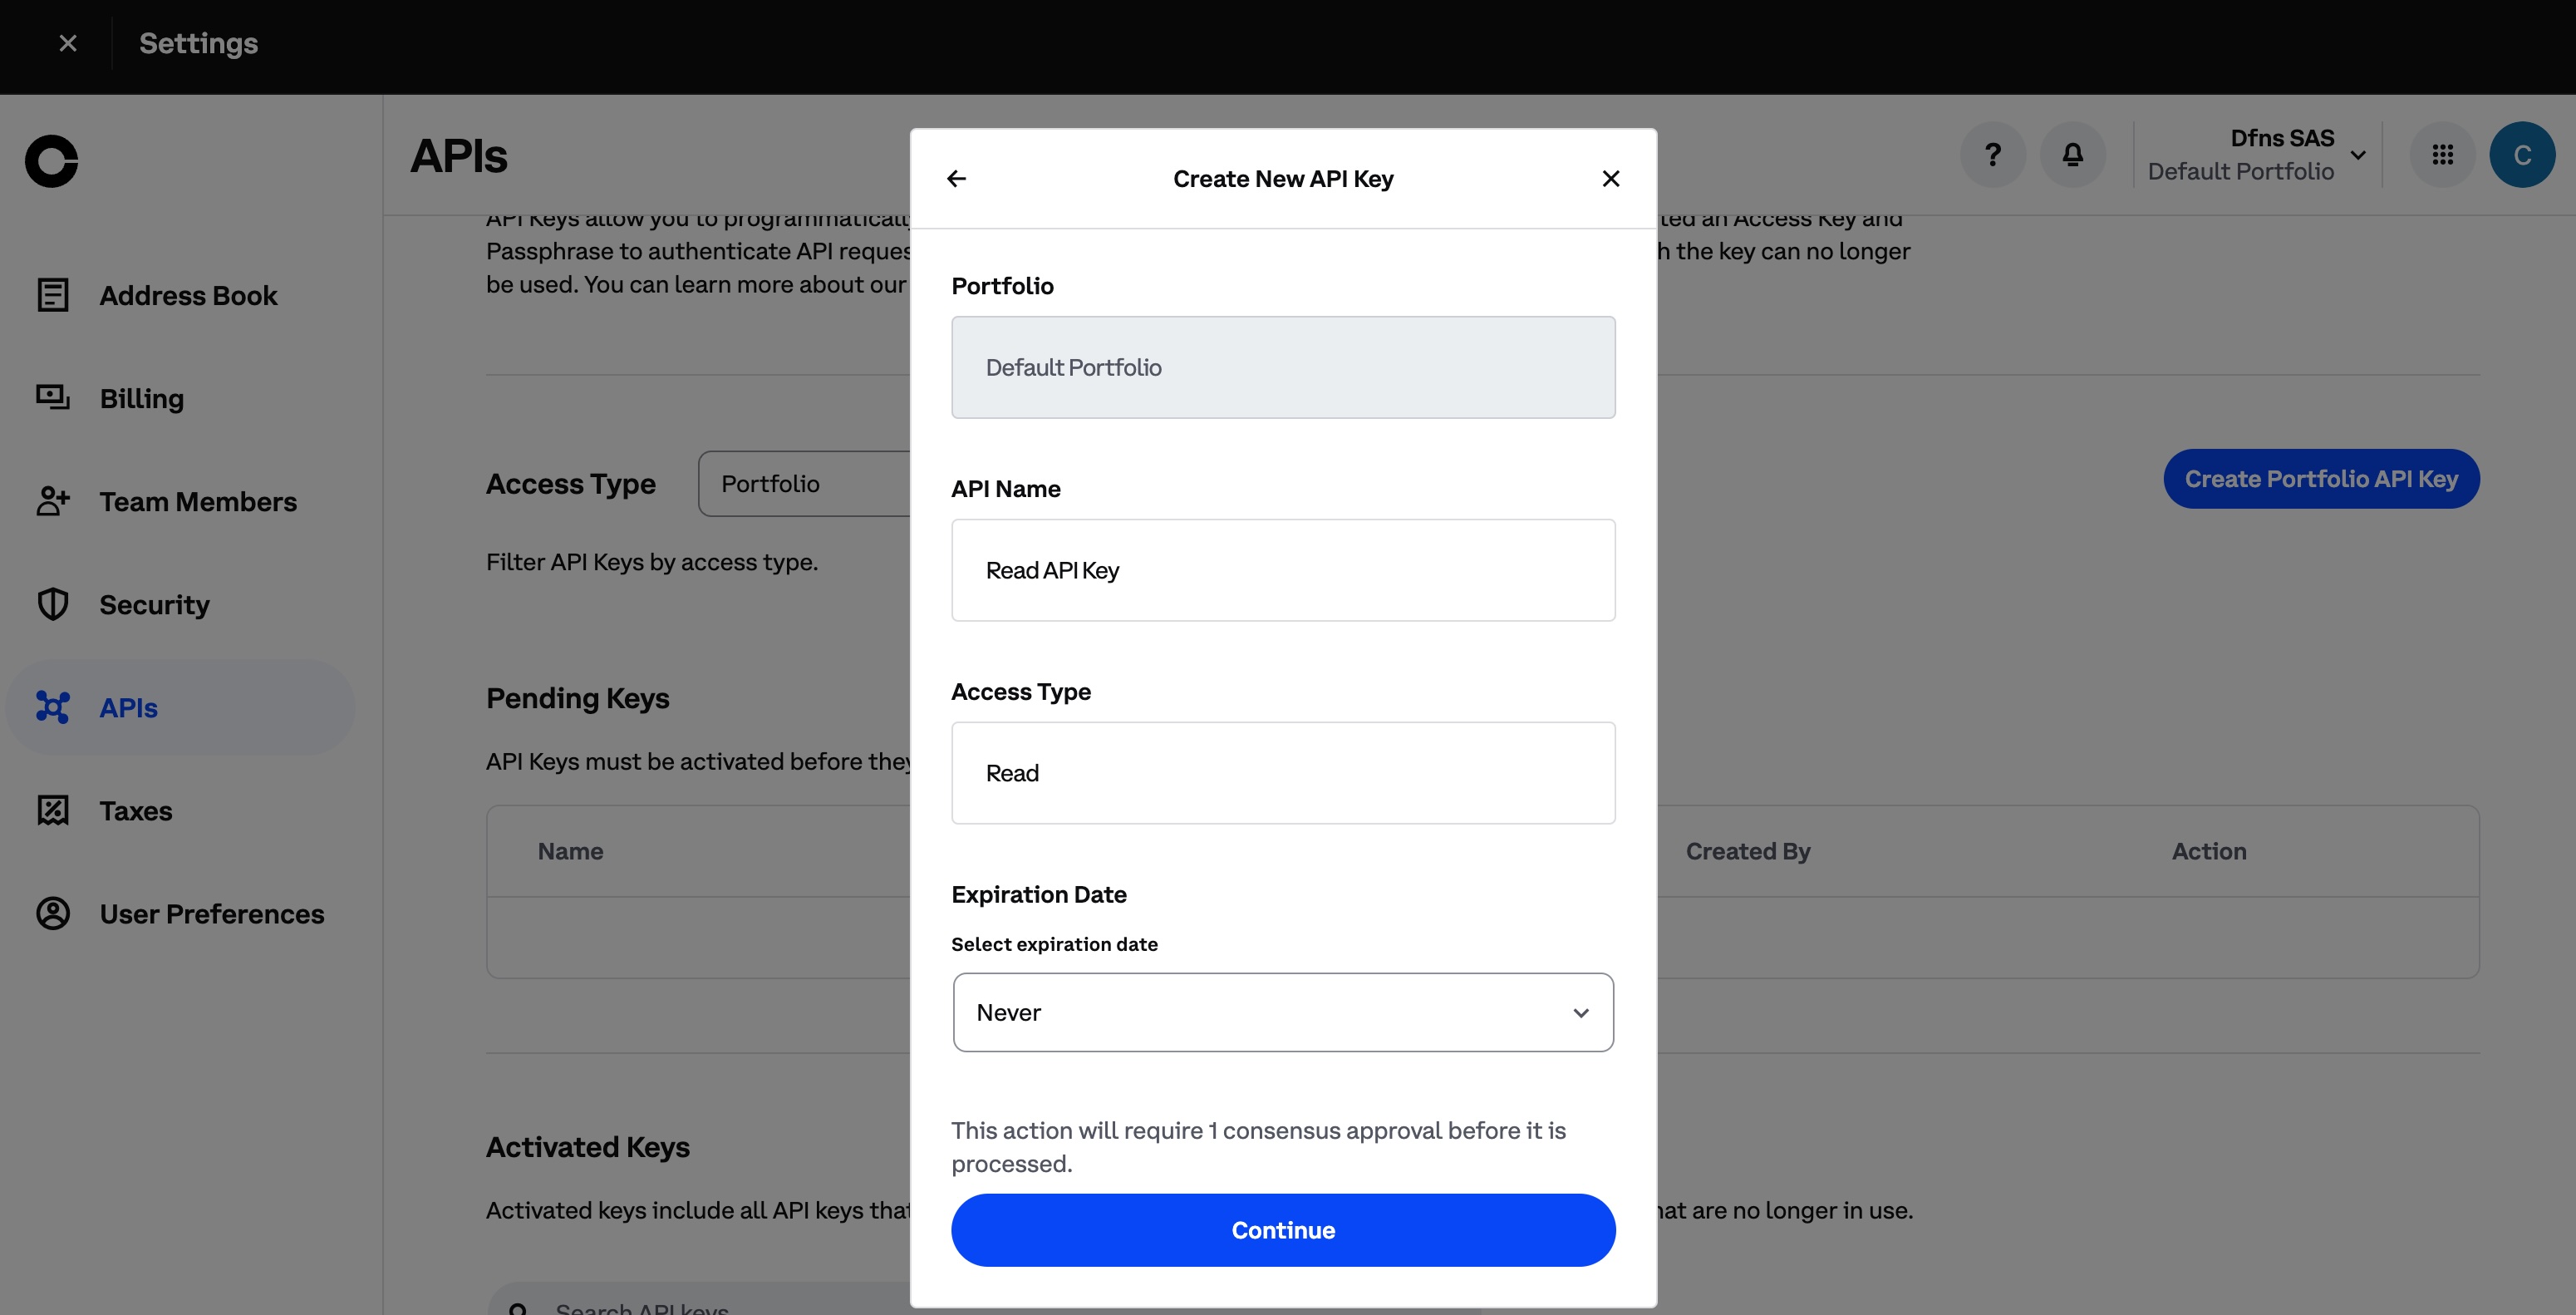 Settings
APIs
?
Dfns SAS
Default Portfolio
C
Address Book
Billing
Team Members
Security
APIs
Taxes
User Preferences
API Keys allow you to programmatically
ted an Access Key and
Passphrase to authenticate API reques
h the key can no longer
be used. You can learn more about our
Access Type
Portfolio
Create Portfolio API Key
Filter API Keys by access type.
Pending Keys
API Keys must be activated before they
Name
Created By
Action
Activated Keys
Activated keys include all API keys that
hat are no longer in use.
Search API keys
Create New API Key
Portfolio
Default Portfolio
API Name
Read API Key
Access Type
Read
Expiration Date
Select expiration date
Never
This action will require 1 consensus approval before it is
processed.
Continue